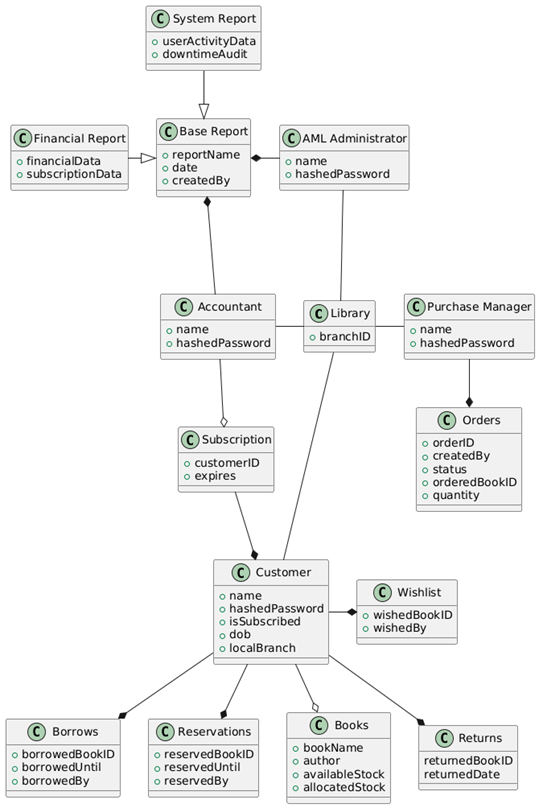 C System Report
userActivityData
downtimeAudit
C Financial Report
financialData
subscriptionData
C Base Report
reportName
date
createdBy
C AML Administrator
name
hashedPassword
C Accountant
name
hashedPassword
C Library
branchID
C Purchase Manager
name
hashedPassword
C Subscription
customerID
expires
C Orders
orderID
createdBy
status
orderedBookID
quantity
C Customer
name
hashedPassword
isSubscribed
dob
localBranch
C Wishlist
wishedBookID
wishedBy
C Borrows
borrowedBookID
borrowedUntil
borrowedBy
C Reservations
reservedBookID
reservedUntil
reservedBy
C Books
bookName
author
availableStock
allocatedStock
C Returns
returnedBookID
returnedDate